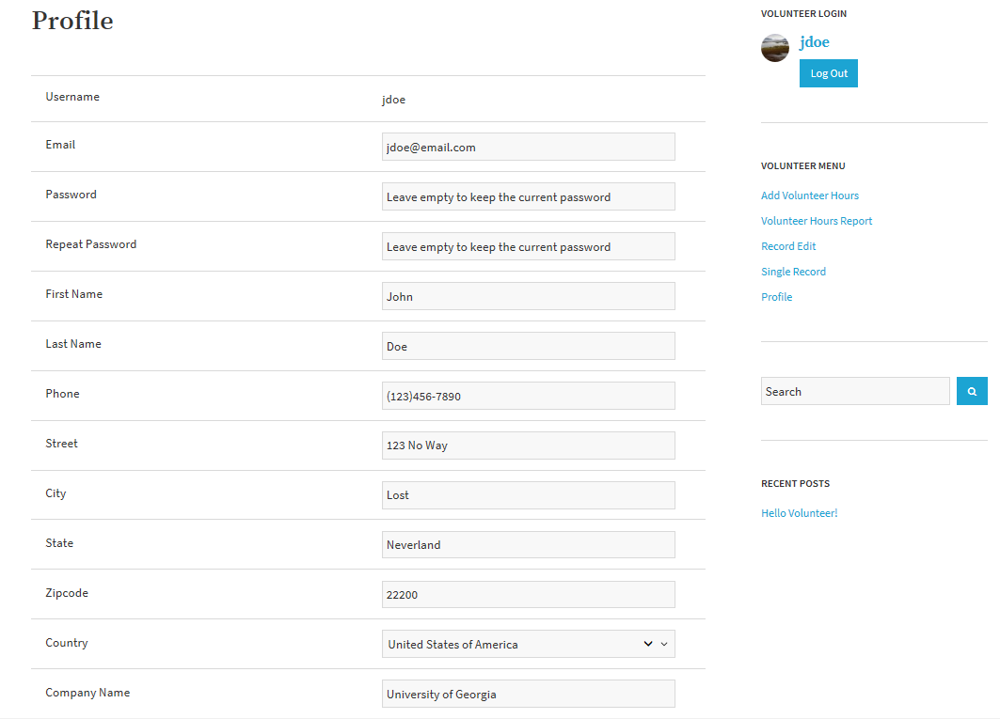 Profile
Username
jdoe
Email
jdoe@email.com
Password
Leave empty to keep the current password
Repeat Password
Leave empty to keep the current password
First Name
John
Last Name
Doe
Phone
(123)456-7890
Street
123 No Way
City
Lost
State
Neverland
Zipcode
22200
Country
United States of America
Company Name
University of Georgia
VOLUNTEER LOGIN
jdoe
Log Out
VOLUNTEER MENU
Add Volunteer Hours
Volunteer Hours Report
Record Edit
Single Record
Profile
Search
RECENT POSTS
Hello Volunteer!